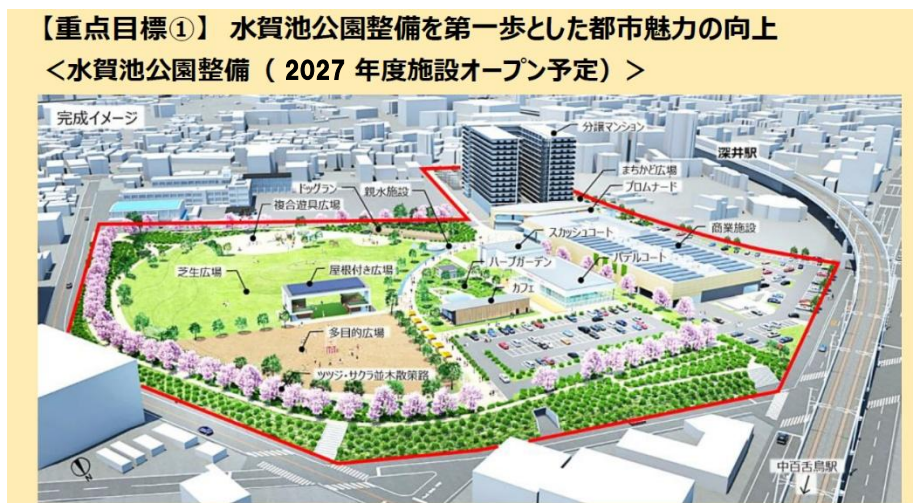 【重点目標①】 水賀池公園整備を第一歩とした都市魅力の向上
<水賀池公園整備（ 2027 年度施設オープン予定）>
完成イメージ
分譲マンション
深井駅
まちかど広場
ドッグラン
親水施設
プロムナード
複合遊具広場
スカッシュコート
商業施設
芝生広場
屋根付き広場
ハーブガーデン
パデルコート
カフェ
多目的広場
ツツジ・サクラ並木散策路
中百舌鳥駅
N